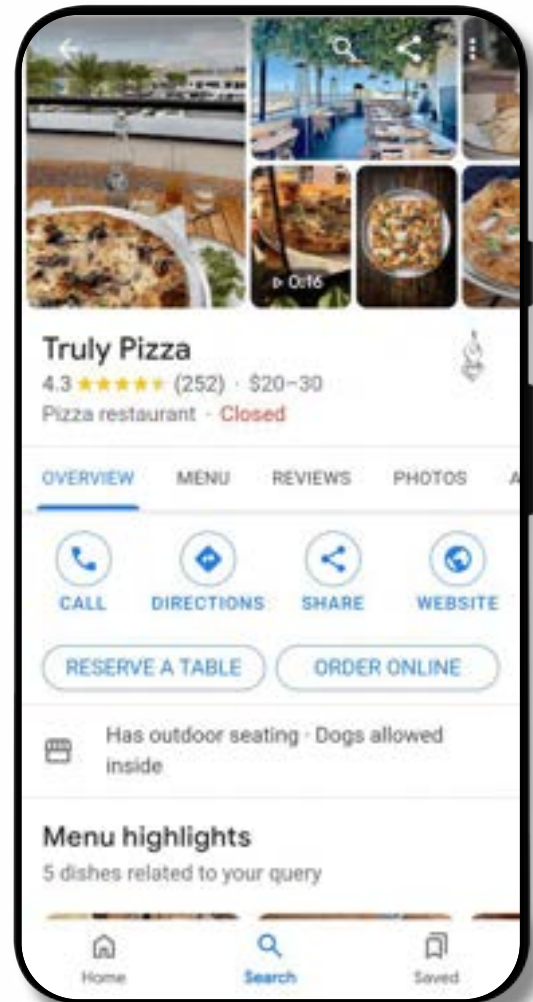 0:16
Truly Pizza
4.3 (252) · $20–30
Pizza restaurant · Closed
OVERVIEW MENU REVIEWS PHOTOS A
CALL DIRECTIONS SHARE WEBSITE
RESERVE A TABLE ORDER ONLINE
Has outdoor seating · Dogs allowed
inside
Menu highlights
5 dishes related to your query
Home Search Saved